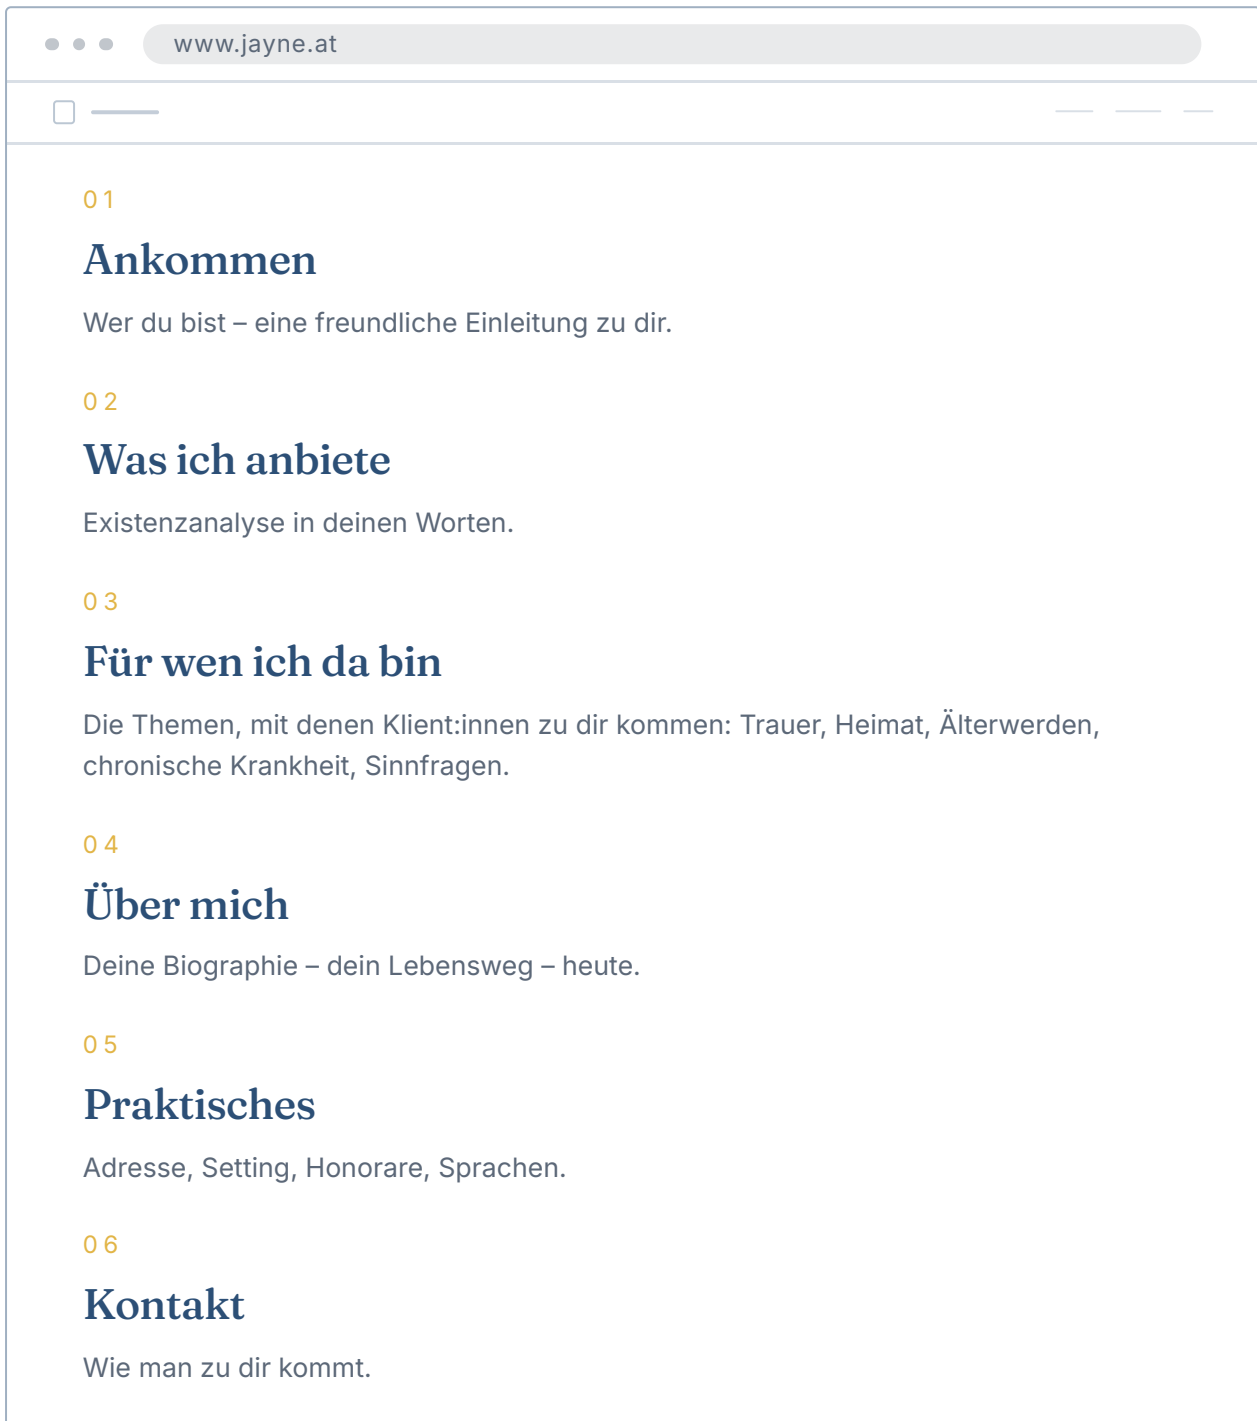 www.jayne.at
01
Ankommen
Wer du bist – eine freundliche Einleitung zu dir.
02
Was ich anbiete
Existenzanalyse in deinen Worten.
03
Für wen ich da bin
Die Themen, mit denen Klient:innen zu dir kommen: Trauer, Heimat, Älterwerden,
chronische Krankheit, Sinnfragen.
04
Über mich
Deine Biographie – dein Lebensweg – heute.
05
Praktisches
Adresse, Setting, Honorare, Sprachen.
06
Kontakt
Wie man zu dir kommt.